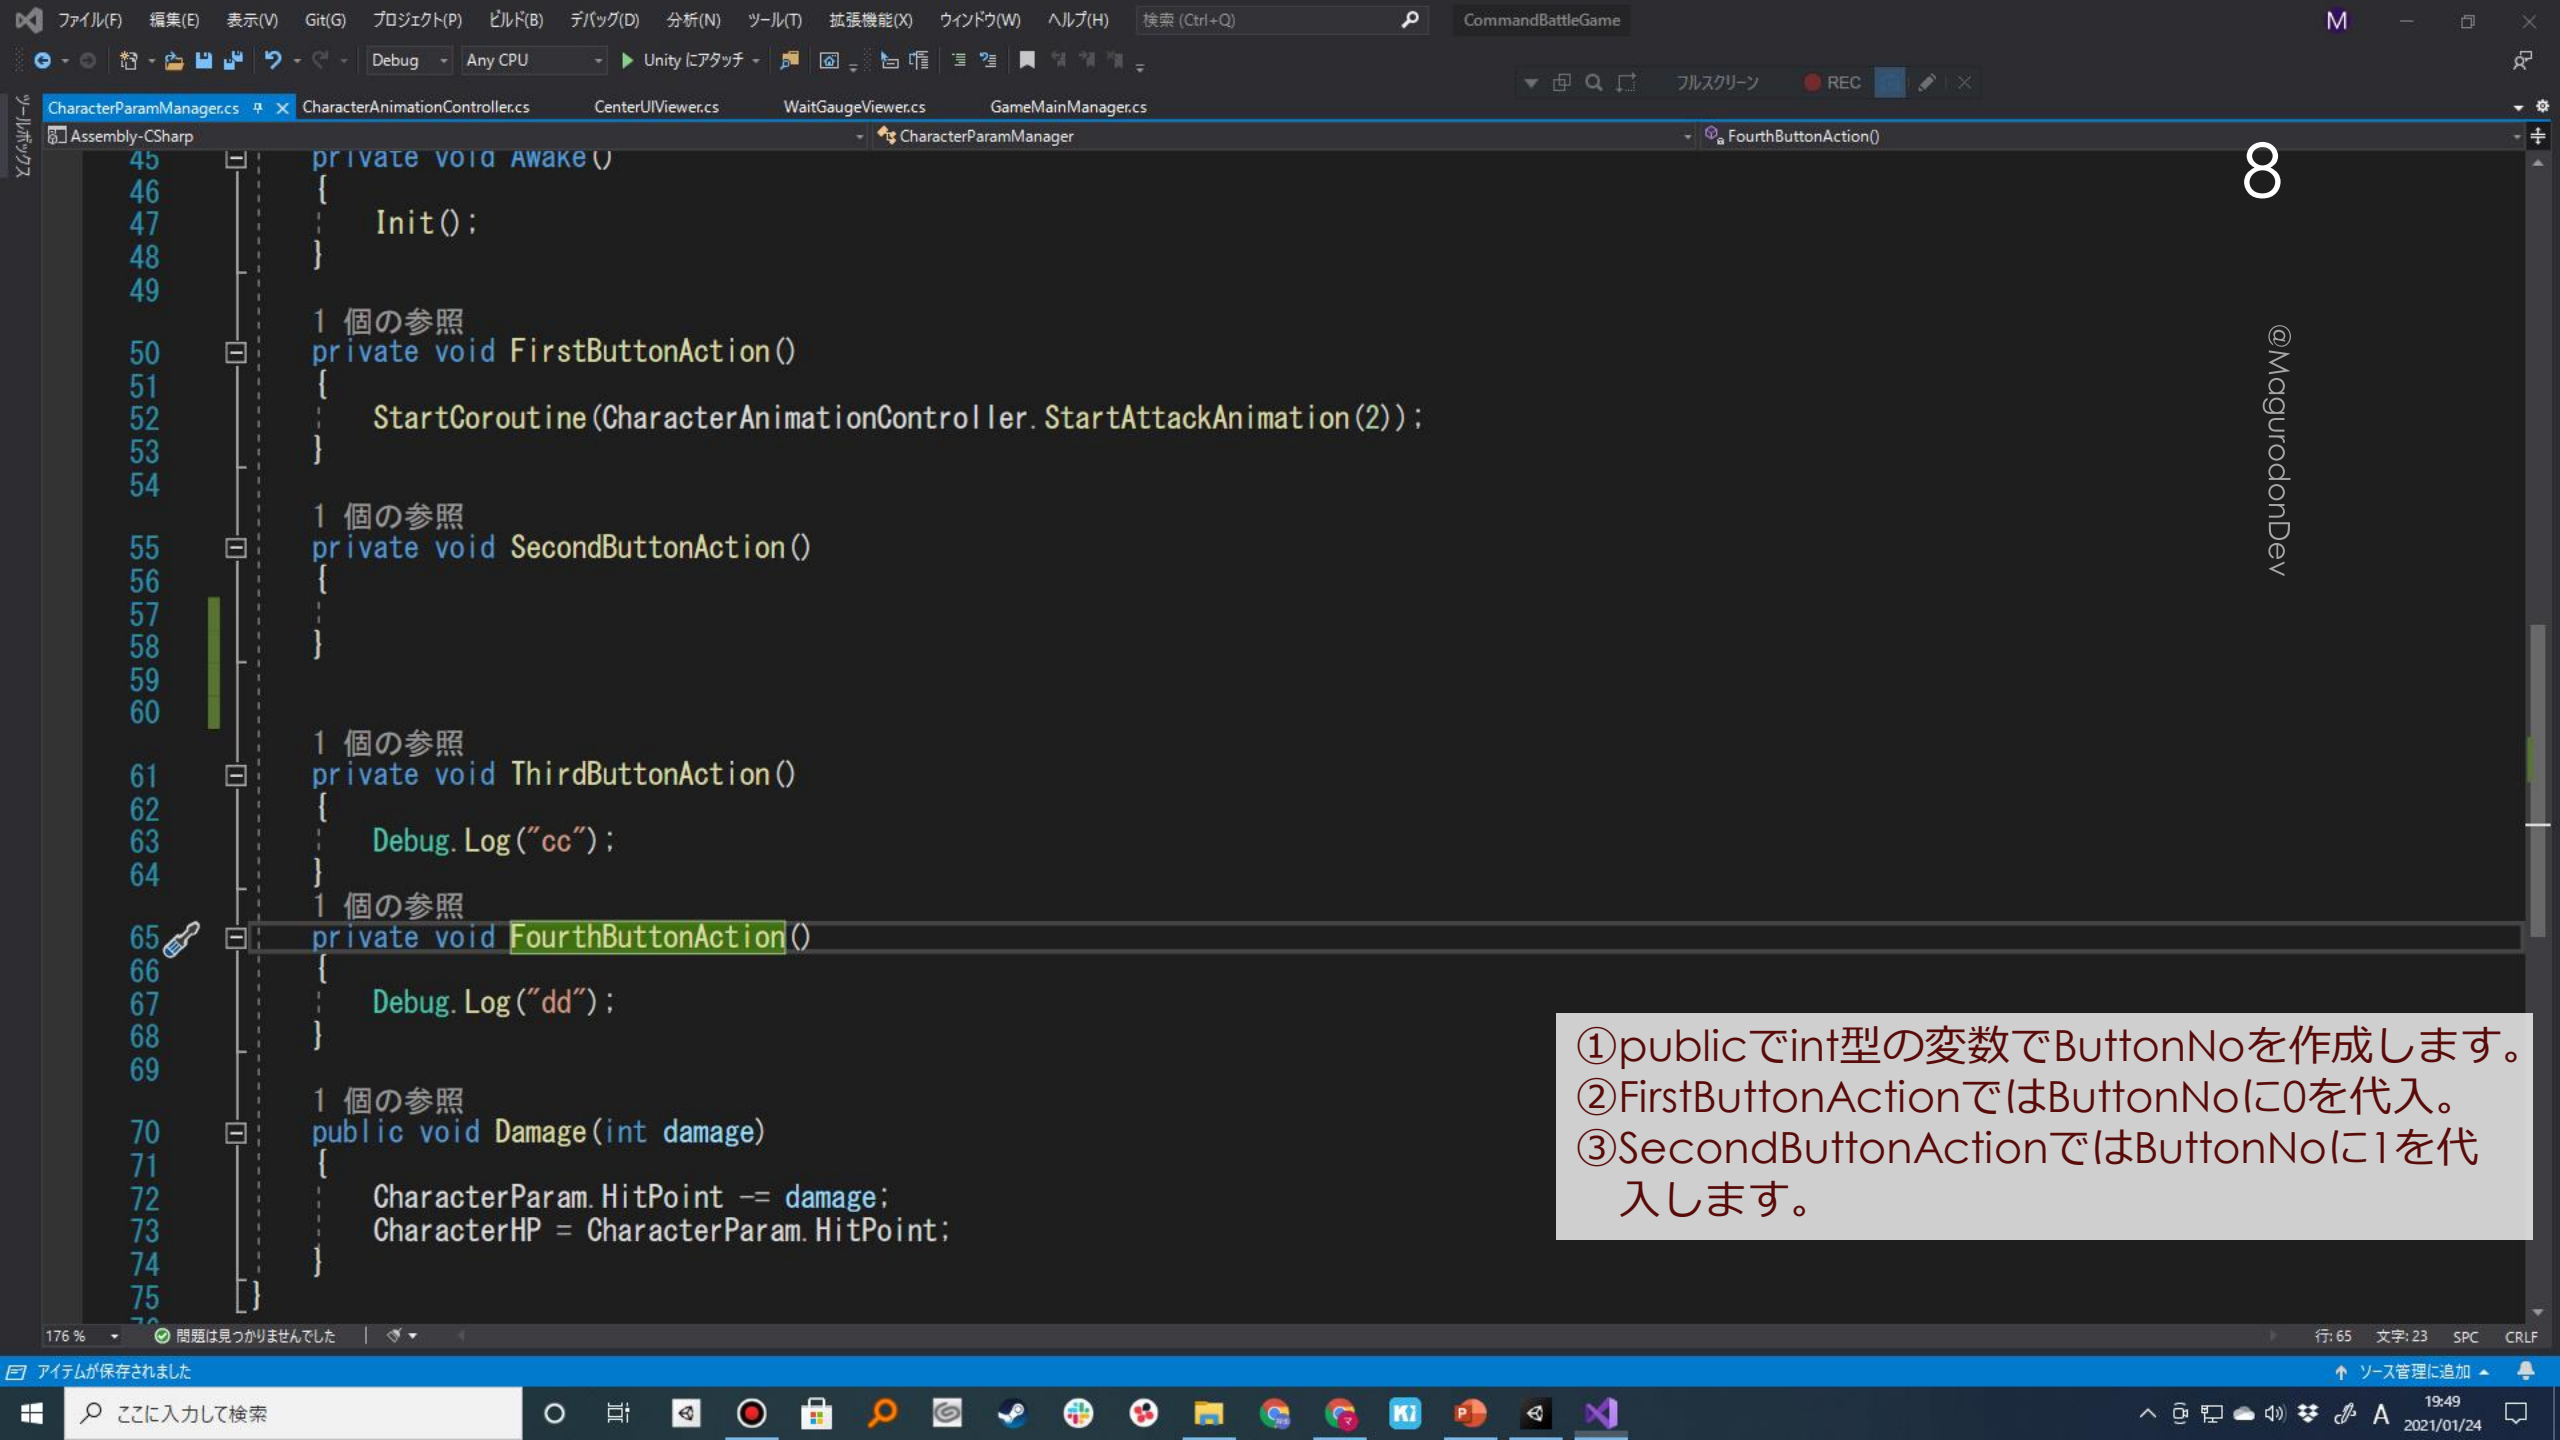 ファイル(F) 編集(E) 表示(V) Git(G) プロジェクト(P) ビルド(B) デバッグ(D) 分析(N) ツール(T) 拡張機能(X) ウィンドウ(W) ヘルプ(H) 検索 (Ctrl+Q) CommandBattleGame M
Debug Any CPU Unity にアタッチ
フルスクリーン REC
ツールボックス
CharacterParamManager.cs CharacterAnimationController.cs CenterUIViewer.cs WaitGaugeViewer.cs GameMainManager.cs
Assembly-CSharp CharacterParamManager FourthButtonAction()
8
@MagurodonDev
45 private void Awake()
46 {
47 Init();
48 }
49
1 個の参照
50 private void FirstButtonAction()
51 {
52 StartCoroutine(CharacterAnimationController.StartAttackAnimation(2));
53 }
54
1 個の参照
55 private void SecondButtonAction()
56 {
57
58 }
59
60
1 個の参照
61 private void ThirdButtonAction()
62 {
63 Debug.Log("cc");
64 }
1 個の参照
65 private void FourthButtonAction()
66 {
67 Debug.Log("dd");
68 }
69
1 個の参照
70 public void Damage(int damage)
71 {
72 CharacterParam.HitPoint -= damage;
73 CharacterHP = CharacterParam.HitPoint;
74 }
75 }
①publicでint型の変数でButtonNoを作成します。
②FirstButtonActionではButtonNoに0を代入。
③SecondButtonActionではButtonNoに1を代
入します。
176 % 問題は見つかりませんでした 行: 65 文字: 23 SPC CRLF
アイテムが保存されました ソース管理に追加
ここに入力して検索 A 19:49
2021/01/24